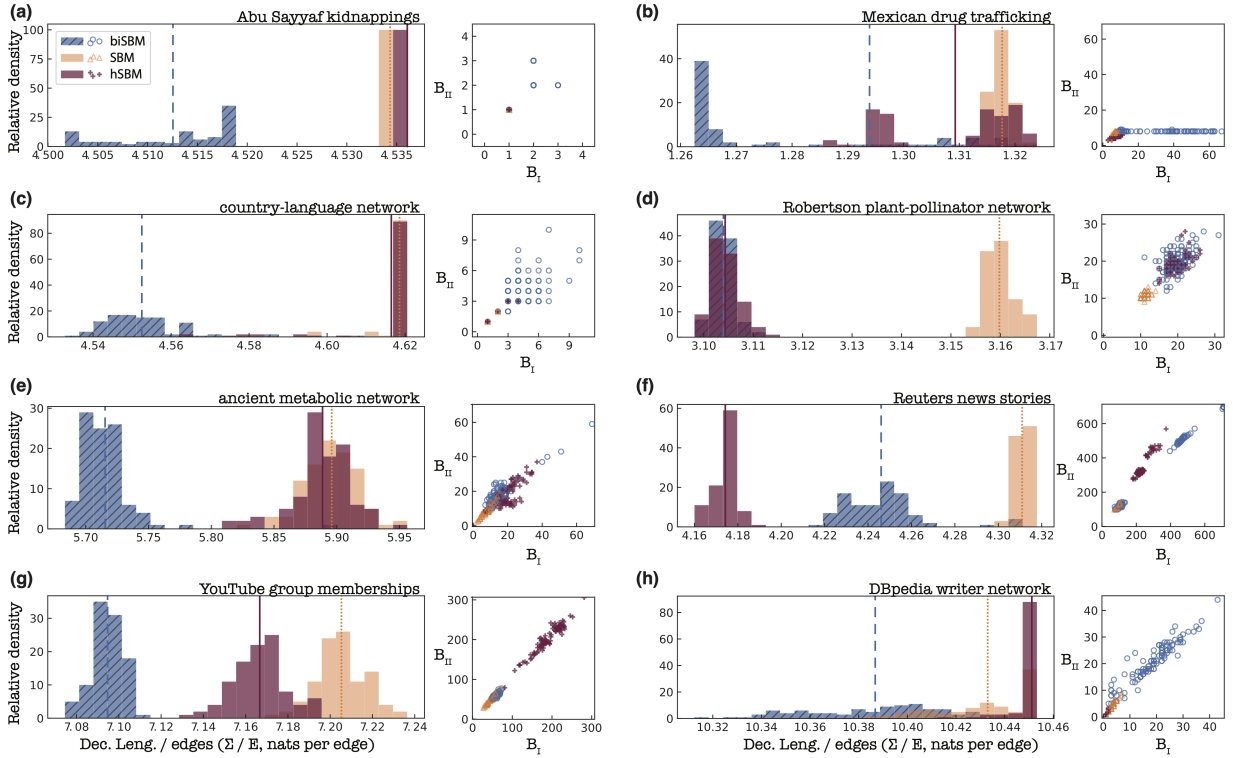 (a)
Abu Sayyaf kidnappings
Relative density
100
75
50
25
0
4.500
4.505
4.510
4.515
4.520
4.530
4.535
biSBM
SBM
hSBM
B_II
4
3
2
1
0
0 1 2 3 4
B_I
(b)
Mexican drug trafficking
40
20
0
1.26 1.27 1.28 1.29 1.30 1.31 1.32
B_II
60
40
20
0
0 20 40 60
B_I
(c)
country-language network
Relative density
80
60
40
20
0
4.54 4.56 4.58 4.60 4.62
B_II
9
6
3
0
0 3 6 9
B_I
(d)
Robertson plant-pollinator network
40
20
0
3.10 3.11 3.12 3.13 3.14 3.15 3.16 3.17
B_II
30
20
10
0
0 10 20 30
B_I
(e)
ancient metabolic network
Relative density
30
20
10
0
5.70 5.75 5.80 5.85 5.90 5.95
B_II
60
40
20
0
0 20 40 60
B_I
(f)
Reuters news stories
60
40
20
0
4.16 4.18 4.20 4.22 4.24 4.26 4.28 4.30 4.32
B_II
600
400
200
0
0 200 400 600
B_I
(g)
YouTube group memberships
Relative density
30
20
10
0
7.08 7.10 7.12 7.14 7.16 7.18 7.20 7.22 7.24
Dec. Leng. / edges (Σ / E, nats per edge)
B_II
300
200
100
0
0 100 200 300
B_I
(h)
DBpedia writer network
80
60
40
20
0
10.32 10.34 10.36 10.38 10.40 10.42 10.44 10.46
Dec. Leng. / edges (Σ / E, nats per edge)
B_II
40
30
20
10
0
0 10 20 30 40
B_I